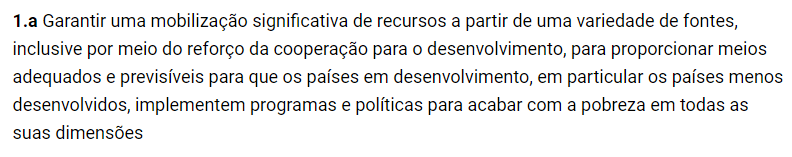 1.a Garantir uma mobilização significativa de recursos a partir de uma variedade de fontes,
inclusive por meio do reforço da cooperação para o desenvolvimento, para proporcionar meios
adequados e previsíveis para que os países em desenvolvimento, em particular os países menos
desenvolvidos, implementem programas e políticas para acabar com a pobreza em todas as
suas dimensões